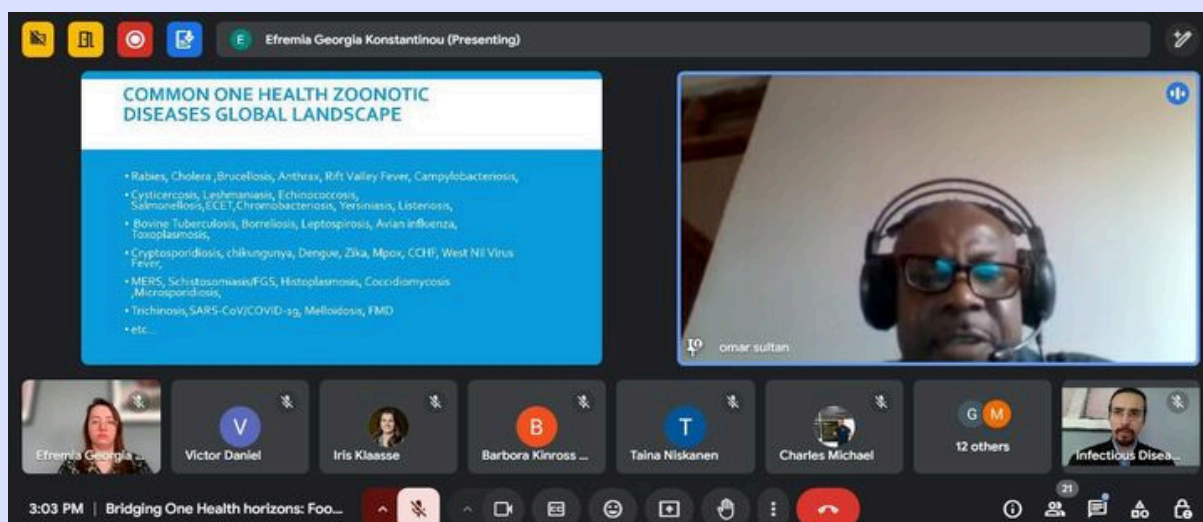 E
Efremia Georgia Konstantinou (Presenting)
COMMON ONE HEALTH ZOONOTIC
DISEASES GLOBAL LANDSCAPE
• Rabies, Cholera ,Brucellosis, Anthrax, Rift Valley Fever, Campylobacteriosis,
• Cysticercosis, Leshmaniasis, Echinococcosis,
Salmonellosis,ECET,Chromobacteriosis, Yersiniasis, Listeriosis,
• Bovine Tuberculosis, Borreliosis, Leptospirosis, Avian influenza,
Toxoplasmosis,
• Cryptosporidiosis, chikungunya, Dengue, Zika, Mpox, CCHF, West Nil Virus
Fever,
• MERS, Schistosomiasis/FGS, Histoplasmosis, Coccidiomycosis
,Microsporidiosis,
• Trichinosis,SARS-CoV/COVID-19, Melloidosis, FMD
• etc...
omar sultan
Efremia Georgia ...
V
Victor Daniel
Iris Klaasse
B
Barbora Kinross ...
T
Taina Niskanen
Charles Michael
G M
12 others
Infectious Disea...
3:03 PM | Bridging One Health horizons: Foo...
CC
21